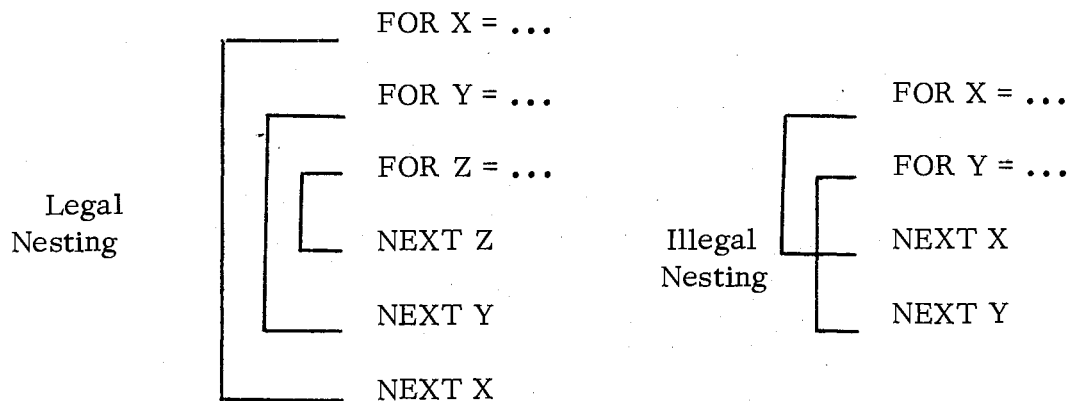 Legal
Nesting
FOR X = ...
FOR Y = ...
FOR Z = ...
NEXT Z
NEXT Y
NEXT X
Illegal
Nesting
FOR X = ...
FOR Y = ...
NEXT X
NEXT Y